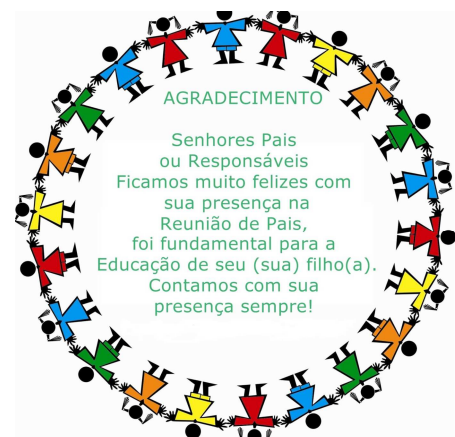 AGRADECIMENTO
Senhores Pais
ou Responsáveis
Ficamos muito felizes com
sua presença na
Reunião de Pais,
foi fundamental para a
Educação de seu (sua) filho(a).
Contamos com sua
presença sempre!